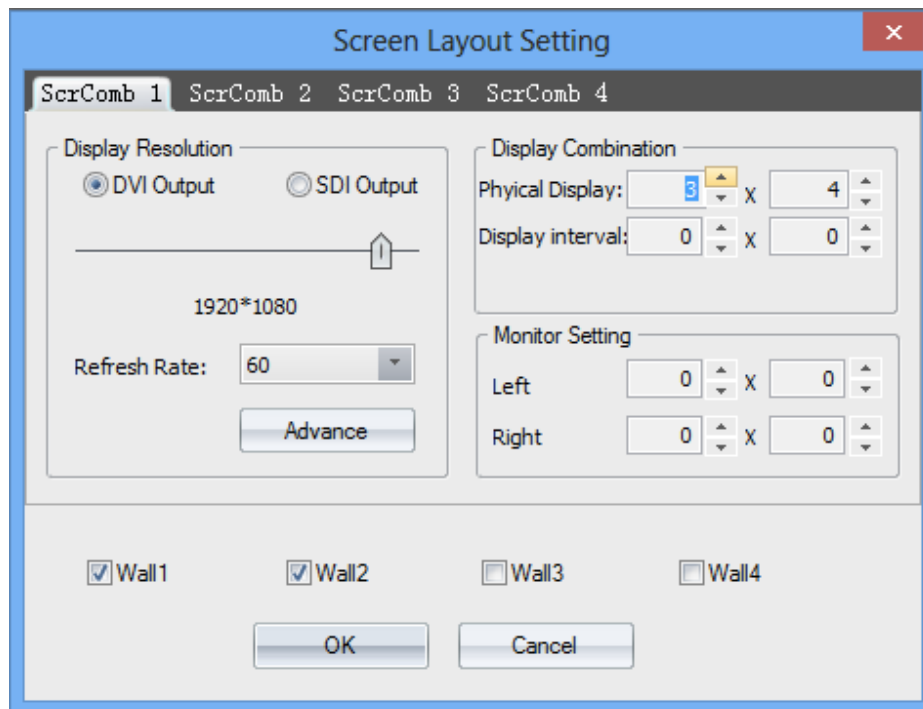 Screen Layout Setting
ScrComb 1 ScrComb 2 ScrComb 3 ScrComb 4
Display Resolution
DVI Output SDI Output
1920*1080
Refresh Rate: 60
Advance
Display Combination
Phyical Display: 3 X 4
Display interval: 0 X 0
Monitor Setting
Left 0 X 0
Right 0 X 0
Wall1 Wall2 Wall3 Wall4
OK Cancel